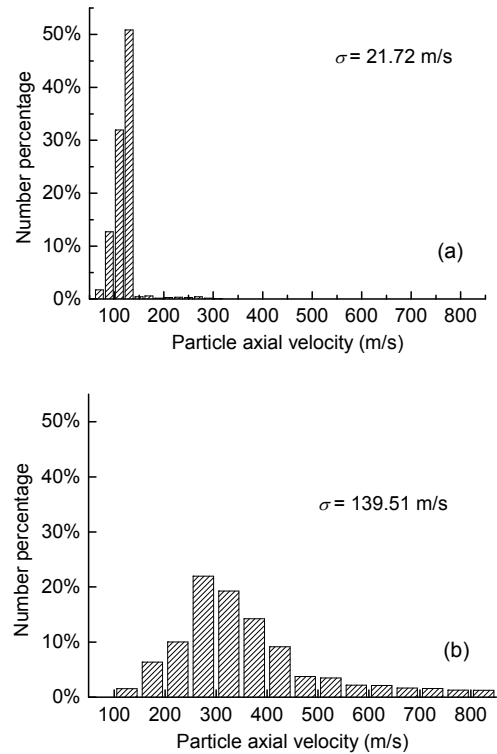 50%
40%
30%
20%
10%
0%
Number percentage
σ = 21.72 m/s
(a)
100 200 300 400 500 600 700 800
Particle axial velocity (m/s)
50%
40%
30%
20%
10%
0%
Number percentage
σ = 139.51 m/s
(b)
100 200 300 400 500 600 700 800
Particle axial velocity (m/s)